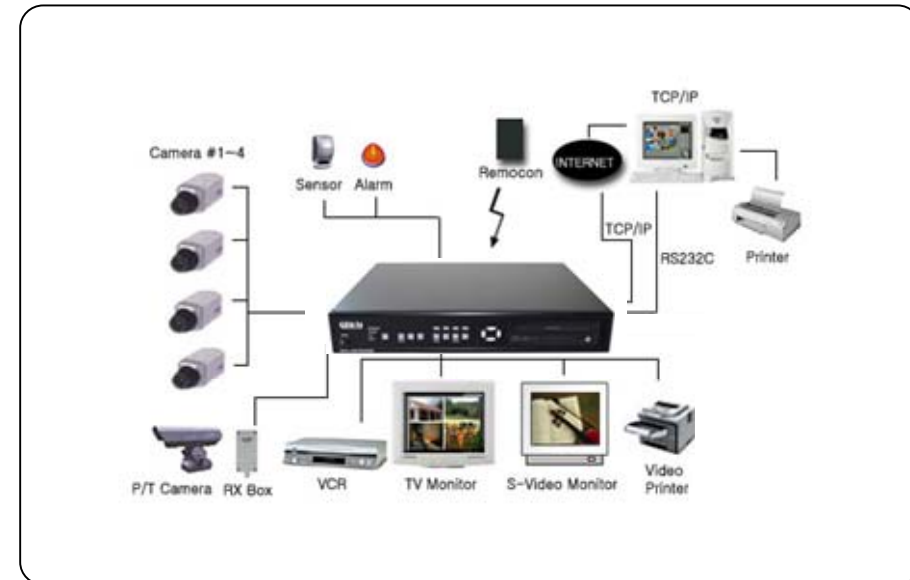 TCP/IP
Camera #1~4
INTERNET
Sensor Alarm
Remocon
TCP/IP
RS232C
Printer
P/T Camera
RX Box
VCR
TV Monitor
S-Video Monitor
Video
Printer